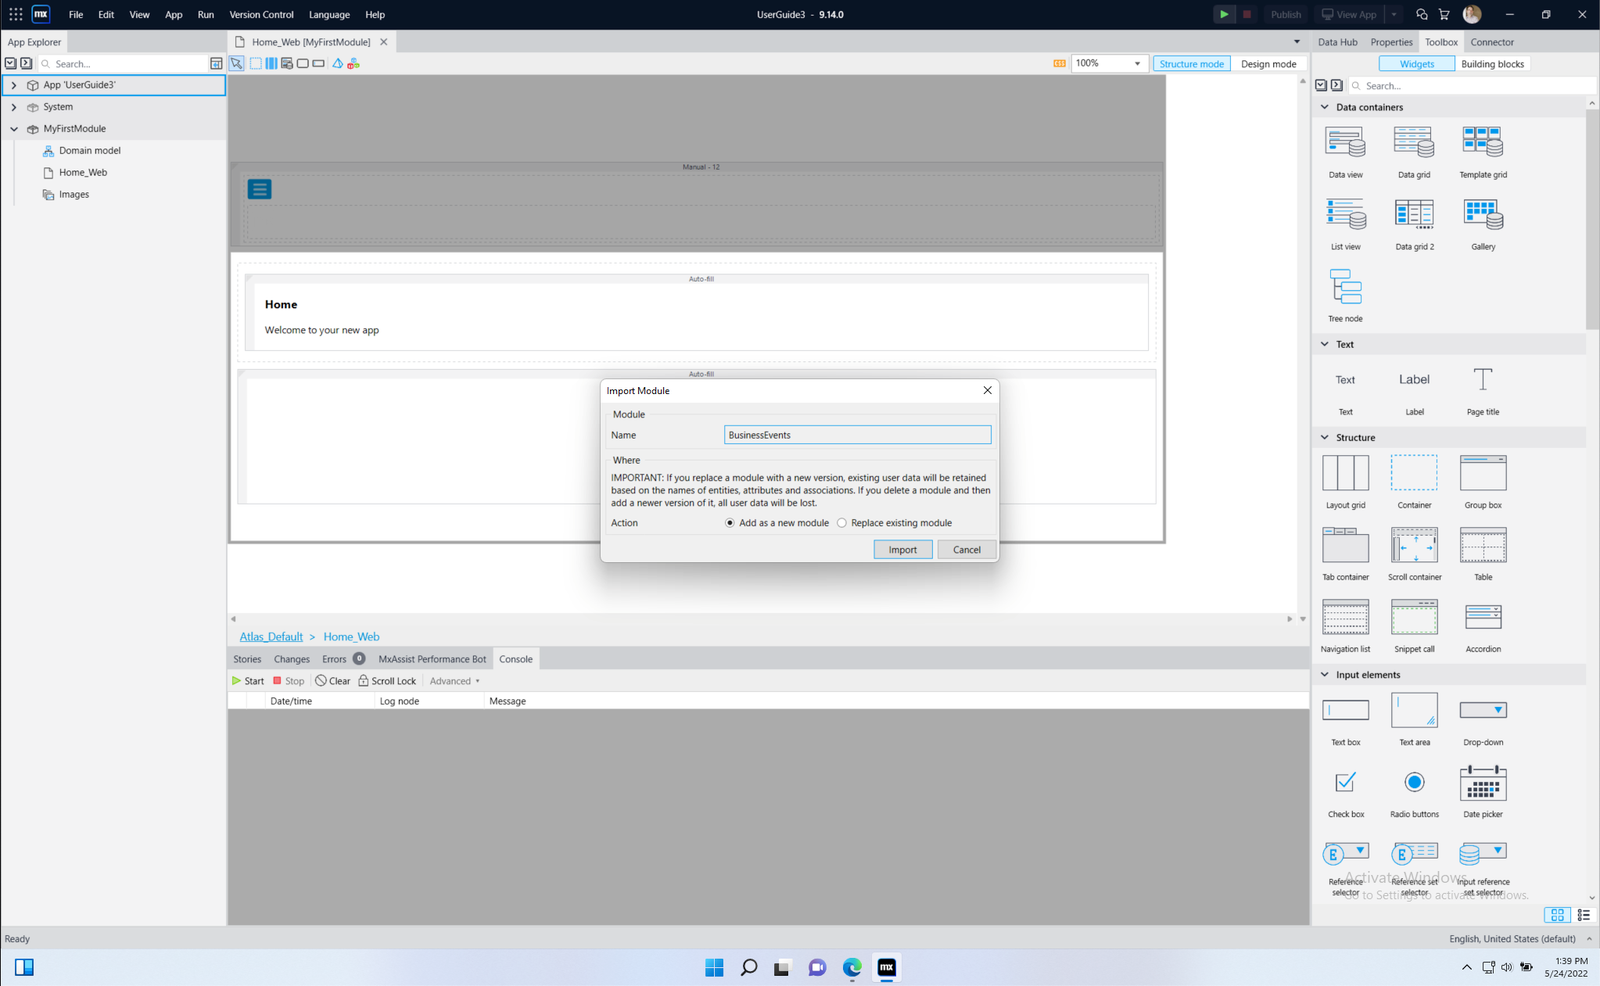 mx File Edit View App Run Version Control Language Help UserGuide3 - 9.14.0 Publish View App
App Explorer Home_Web [MyFirstModule] Data Hub Properties Toolbox Connector
Search... 100% Structure mode Design mode Widgets Building blocks
App 'UserGuide3' Search...
System Data containers
MyFirstModule
Domain model
Home_Web
Images
Manual - 12
Auto-fill
Home
Welcome to your new app
Auto-fill
Import Module
Module
Name BusinessEvents
Where
IMPORTANT: If you replace a module with a new version, existing user data will be retained
based on the names of entities, attributes and associations. If you delete a module and then
add a newer version of it, all user data will be lost.
Action Add as a new module Replace existing module
Import Cancel
Atlas_Default > Home_Web
Stories Changes Errors 0 MxAssist Performance Bot Console
Start Stop Clear Scroll Lock Advanced
Date/time Log node Message
Data view Data grid Template grid
List view Data grid 2 Gallery
Tree node
Text
Text Label
Text Label Page title
Structure
Layout grid Container Group box
Tab container Scroll container Table
Navigation list Snippet call Accordion
Input elements
Text box Text area Drop-down
Check box Radio buttons Date picker
E E
Reference selector Reference set selector Input reference set selector
Activate Windows
Go to Settings to activate Windows.
Ready English, United States (default)
mx
1:39 PM
5/24/2022